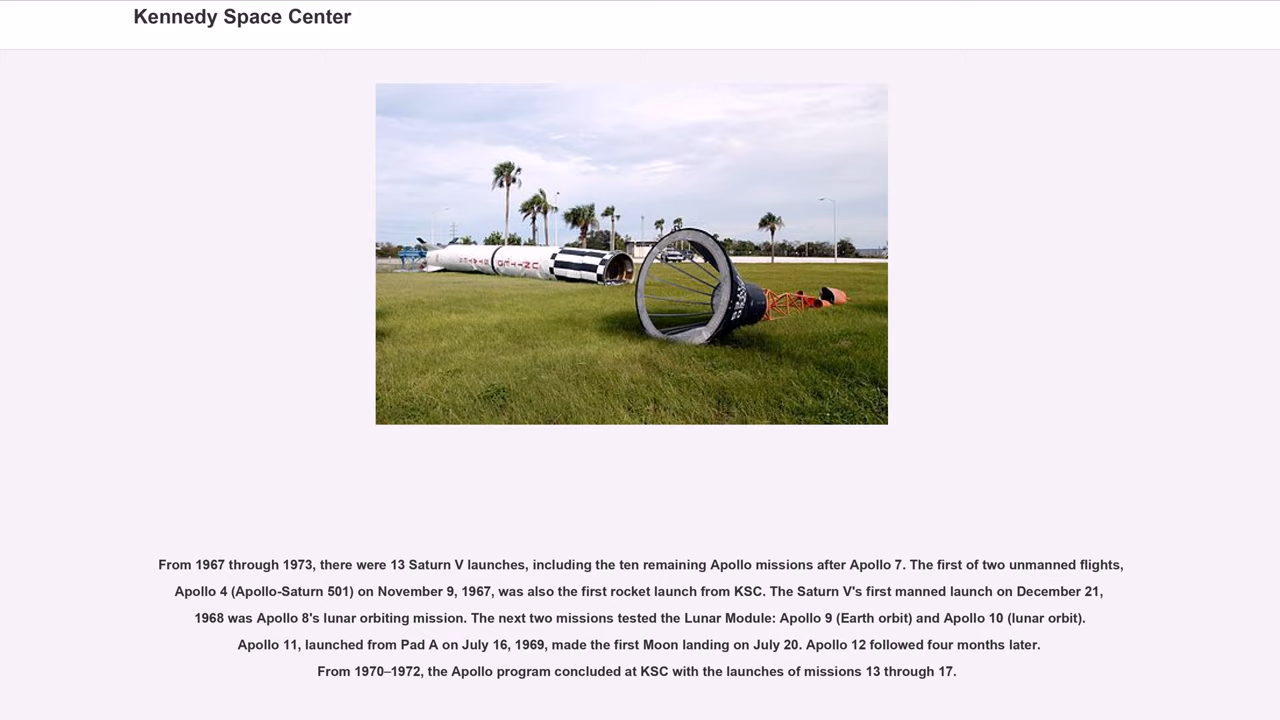 Kennedy Space Center
UNITED
From 1967 through 1973, there were 13 Saturn V launches, including the ten remaining Apollo missions after Apollo 7. The first of two unmanned flights,
Apollo 4 (Apollo-Saturn 501) on November 9, 1967, was also the first rocket launch from KSC. The Saturn V's first manned launch on December 21,
1968 was Apollo 8's lunar orbiting mission. The next two missions tested the Lunar Module: Apollo 9 (Earth orbit) and Apollo 10 (lunar orbit).
Apollo 11, launched from Pad A on July 16, 1969, made the first Moon landing on July 20. Apollo 12 followed four months later.
From 1970–1972, the Apollo program concluded at KSC with the launches of missions 13 through 17.